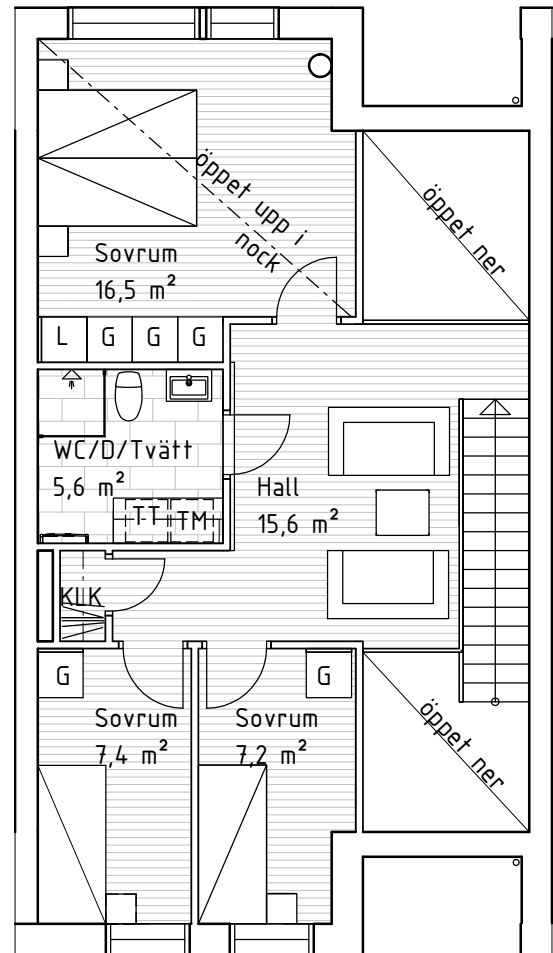 öppet upp i
nock
öppet ner
Sovrum
16,5 m²
L G G G
WC/D/Tvätt
5,6 m²
TT TM
Hall
15,6 m²
KLK
G
G
Sovrum
7,4 m²
Sovrum
7,2 m²
öppet ner